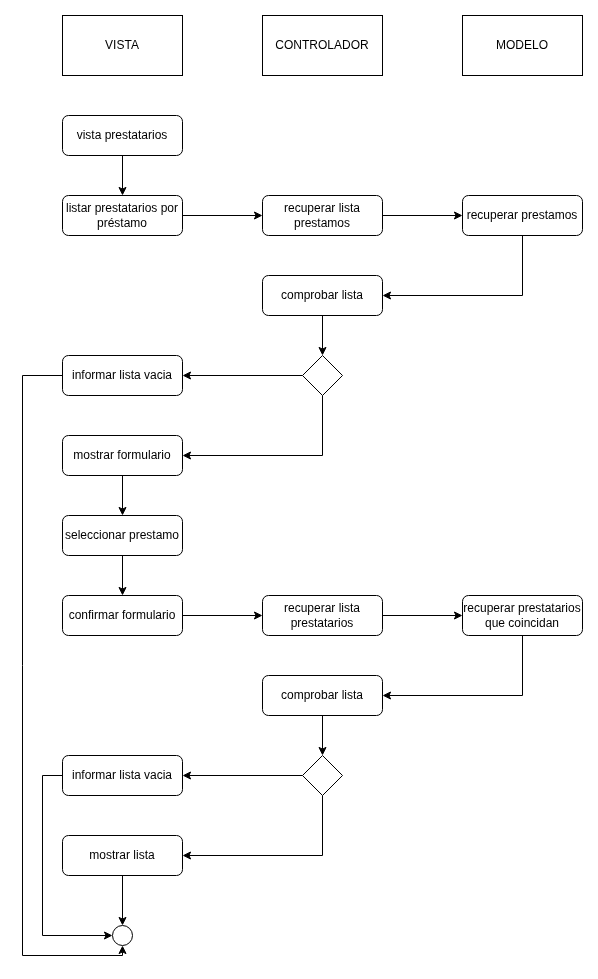 VISTA
CONTROLADOR
MODELO
vista prestatarios
listar prestatarios por
préstamo
recuperar lista
prestamos
recuperar prestamos
comprobar lista
informar lista vacia
mostrar formulario
seleccionar prestamo
confirmar formulario
recuperar lista
prestatarios
recuperar prestatarios
que coincidan
comprobar lista
informar lista vacia
mostrar lista